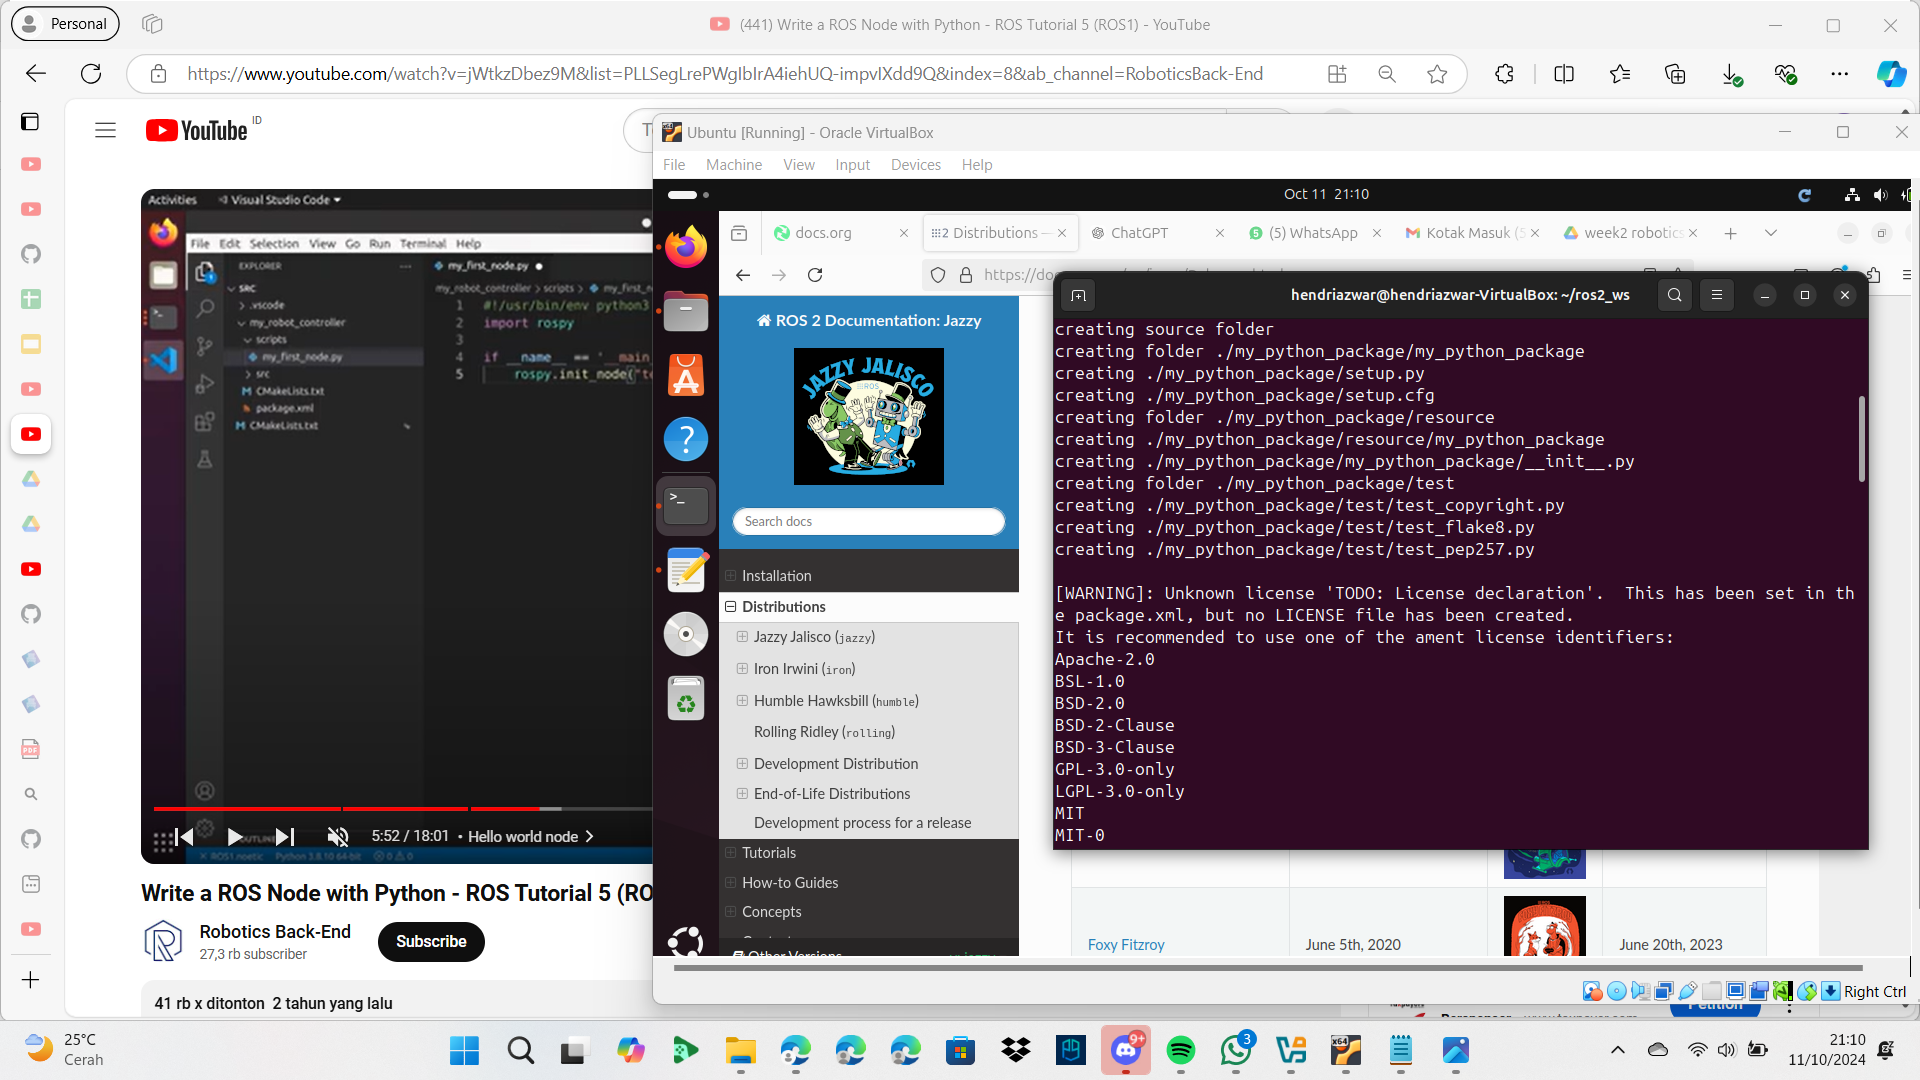 Personal
(441) Write a ROS Node with Python - ROS Tutorial 5 (ROS1) - YouTube
https://www.youtube.com/watch?v=jWtkzDbez9M&list=PLLSegLrePWgIbIrA4iehUQ-impvIXdd9Q&index=8&ab_channel=RoboticsBack-End
YouTube ID
Activities
Visual Studio Code
File Edit Selection View Go Run Terminal Help
EXPLORER
my_first_node.py
SRC
.vscode
my_robot_controller
scripts
my_first_node.py
src
CMakeLists.txt
package.xml
CMakeLists.txt
my_robot_controller > scripts >
1 #!/usr/bin/env python3
2 import rospy
3
4 if __name__ == '__main
5 rospy.init_node("te
5:52 / 18:01 • Hello world node
Write a ROS Node with Python - ROS Tutorial 5 (RO
Robotics Back-End
27,3 rb subscriber
Subscribe
41 rb x ditonton 2 tahun yang lalu
Ubuntu [Running] - Oracle VirtualBox
File Machine View Input Devices Help
Oct 11 21:10
docs.org
Distributions —
ChatGPT
(5) WhatsApp
Kotak Masuk (5
week2 robotics
ROS 2 Documentation: Jazzy
JAZZY JALISCO
ROS
Search docs
Installation
Distributions
Jazzy Jalisco (jazzy)
Iron Irwini (iron)
Humble Hawksbill (humble)
Rolling Ridley (rolling)
Development Distribution
End-of-Life Distributions
Development process for a release
Tutorials
How-to Guides
Concepts
hendriazwar@hendriazwar-VirtualBox: ~/ros2_ws
creating source folder
creating folder ./my_python_package/my_python_package
creating ./my_python_package/setup.py
creating ./my_python_package/setup.cfg
creating folder ./my_python_package/resource
creating ./my_python_package/resource/my_python_package
creating ./my_python_package/my_python_package/__init__.py
creating folder ./my_python_package/test
creating ./my_python_package/test/test_copyright.py
creating ./my_python_package/test/test_flake8.py
creating ./my_python_package/test/test_pep257.py
[WARNING]: Unknown license 'TODO: License declaration'.  This has been set in th
e package.xml, but no LICENSE file has been created.
It is recommended to use one of the ament license identifiers:
Apache-2.0
BSL-1.0
BSD-2.0
BSD-2-Clause
BSD-3-Clause
GPL-3.0-only
LGPL-3.0-only
MIT
MIT-0
Foxy Fitzroy
June 5th, 2020
June 20th, 2023
Right Ctrl
25°C
Cerah
9+
3
21:10
11/10/2024